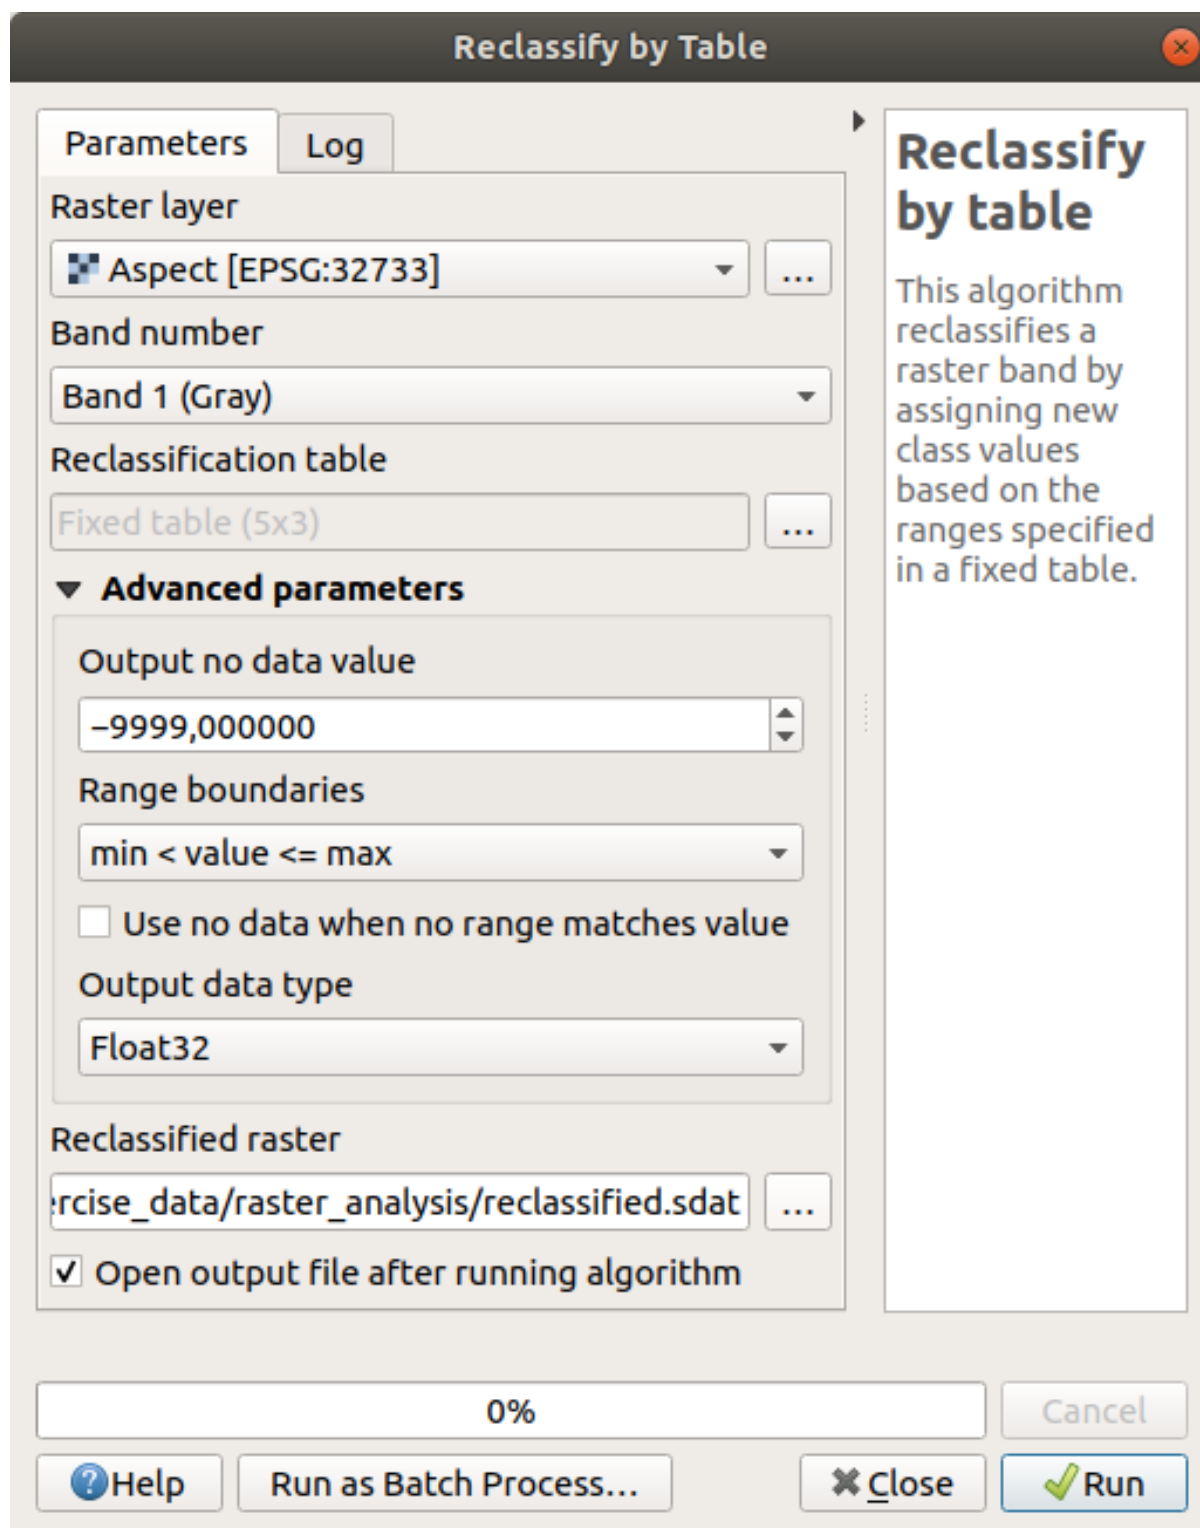 Reclassify by Table
Parameters
Log
Raster layer
Aspect [EPSG:32733]
...
Band number
Band 1 (Gray)
Reclassification table
Fixed table (5x3)
...
Advanced parameters
Output no data value
−9999,000000
Range boundaries
min < value <= max
Use no data when no range matches value
Output data type
Float32
Reclassified raster
ercise_data/raster_analysis/reclassified.sdat
...
Open output file after running algorithm
Reclassify
by table
This algorithm
reclassifies a
raster band by
assigning new
class values
based on the
ranges specified
in a fixed table.
0%
Cancel
Help
Run as Batch Process...
Close
Run